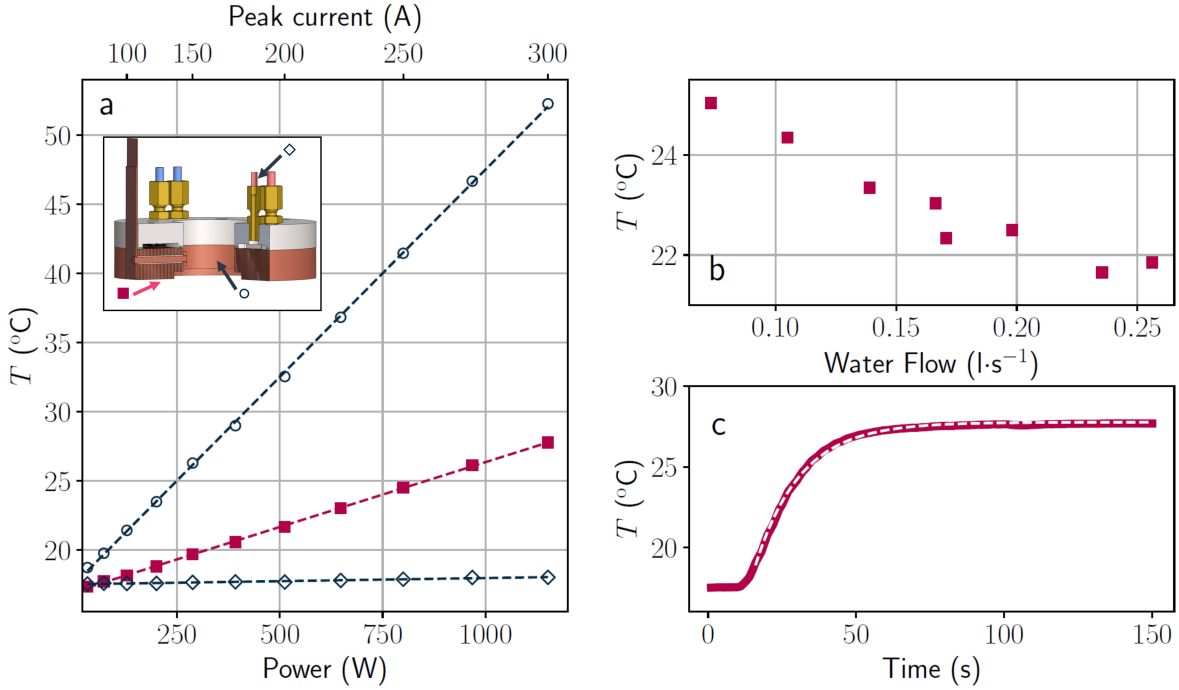 Peak current (A)
100 150 200 250 300
a
50
45
40
35
30
25
20
T (°C)
250 500 750 1000
Power (W)
24
22
T (°C)
b
0.10 0.15 0.20 0.25
Water Flow (l·s⁻¹)
30
25
20
T (°C)
c
0 50 100 150
Time (s)